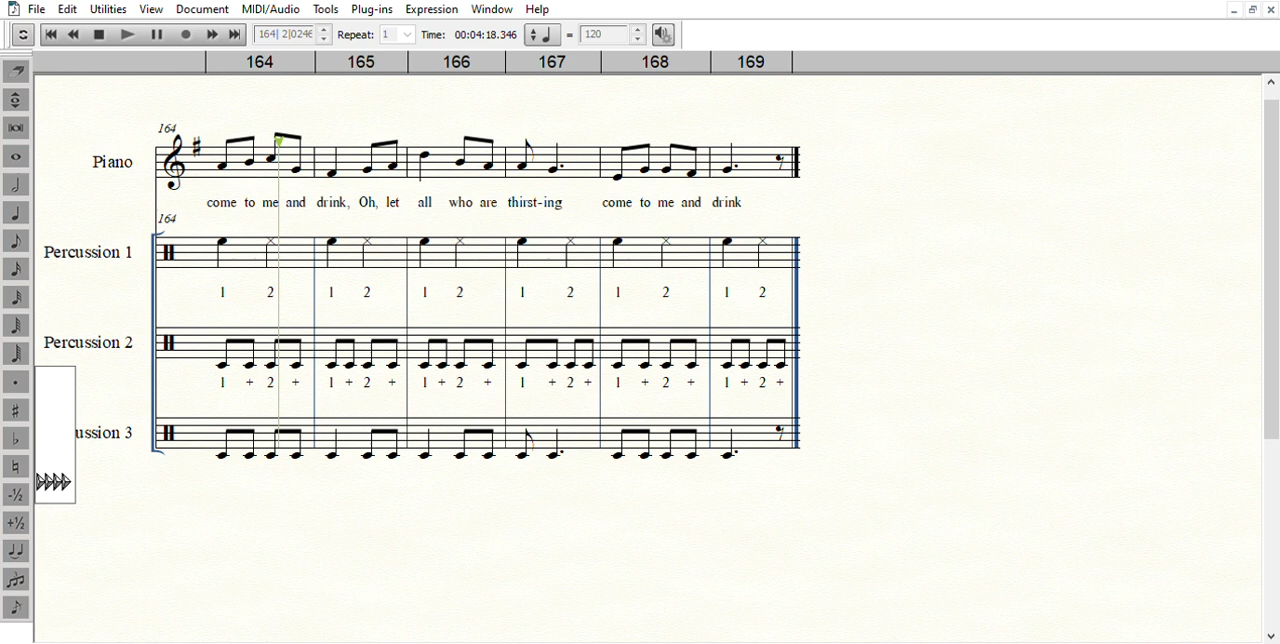 File Edit Utilities View Document MIDI/Audio Tools Plug-ins Expression Window Help
164| 2|0246 Repeat: 1 Time: 00:04:18.346 = 120
164 165 166 167 168 169
164
Piano
come to me and drink, Oh, let all who are thirst-ing come to me and drink
164
Percussion 1
1 2 1 2 1 2 1 2 1 2 1 2
Percussion 2
1 + 2 + 1 + 2 + 1 + 2 + 1 + 2 + 1 + 2 + 1 + 2 +
ussion 3
-½
+½